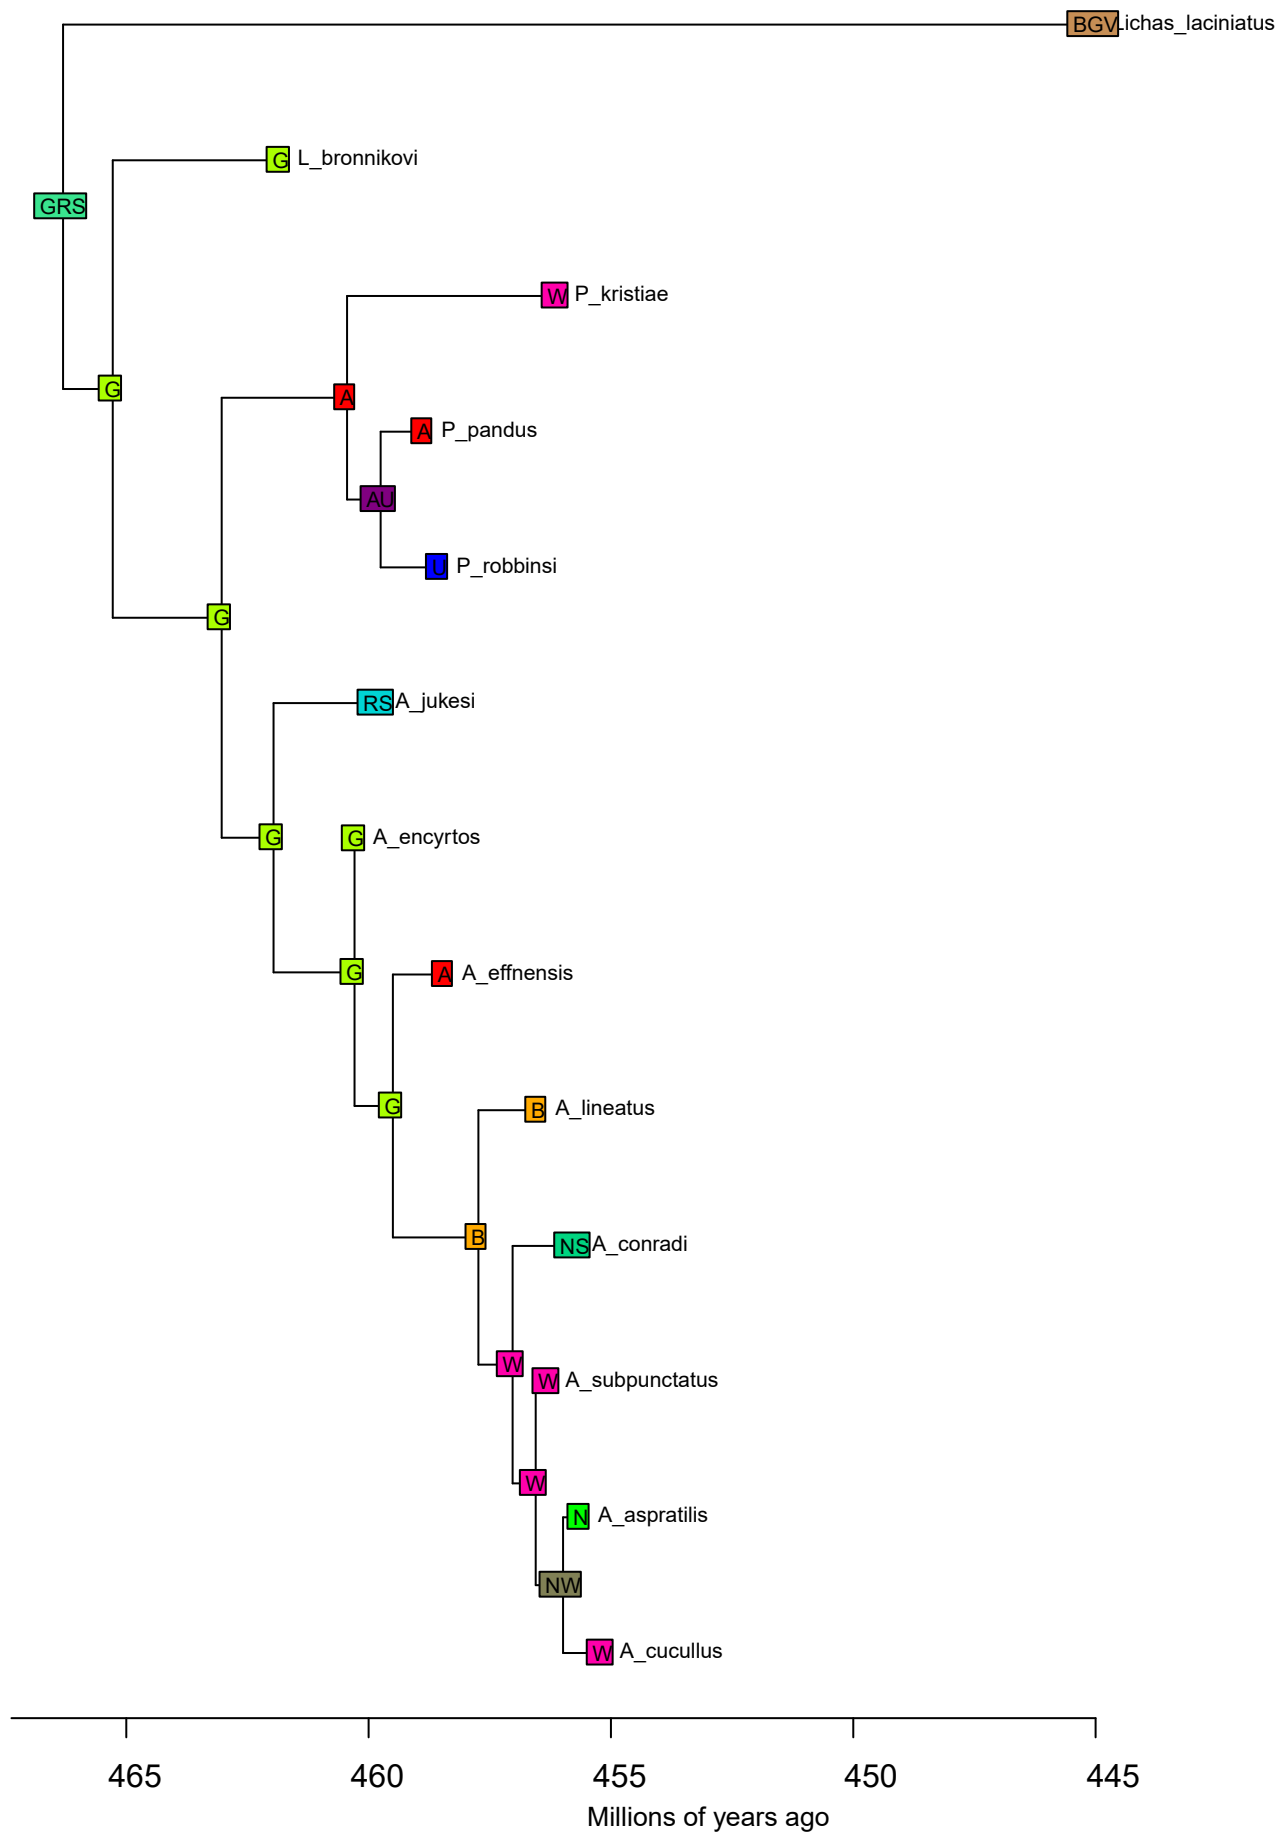 BGV ichas_laciniatus
G L_bronnikovi
GRS
W P_kristiae
G
A
A P_pandus
AU
U P_robbinsi
G
RS A_jukesi
G
G A_encyrtos
G
A A_effnensis
G
B A_lineatus
B
NS A_conradi
W
W A_subpunctatus
W
N A_aspratilis
NW
W A_cucullus
465 460 455 450 445
Millions of years ago